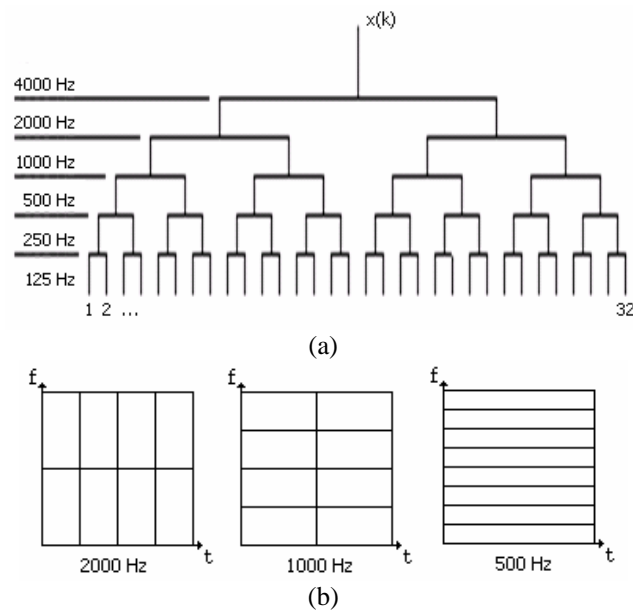 x(k)
4000 Hz
2000 Hz
1000 Hz
500 Hz
250 Hz
125 Hz
1 2 ... 32
(a)
f f f
t t t
2000 Hz 1000 Hz 500 Hz
(b)